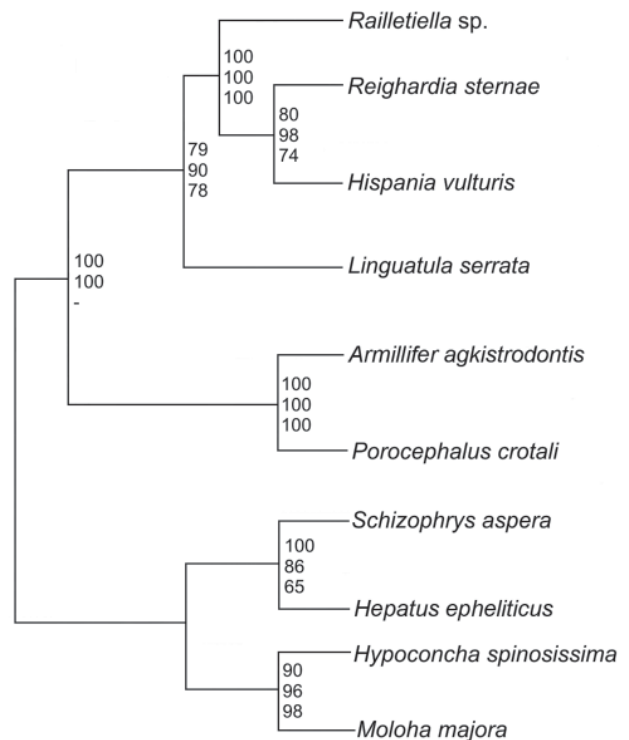 Railletiella sp.
100
100
100
Reighardia sternae
80
98
74
79
90
78
Hispania vulturis
Linguatula serrata
100
100
-
Armillifer agkistrodontis
100
100
100
Porocephalus crotali
Schizophrys aspera
100
86
65
Hepatus epheliticus
Hypoconcha spinosissima
90
96
98
Moloha majora